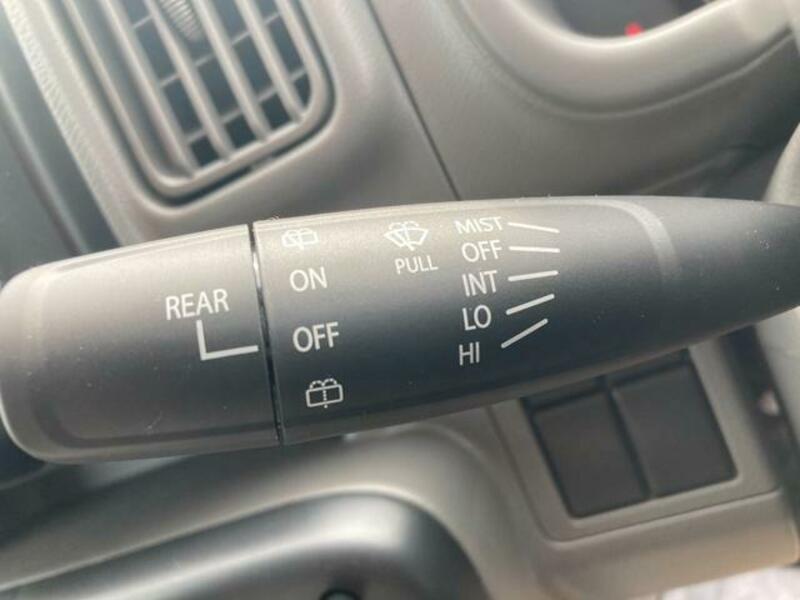 REAR
ON
OFF
PULL
MIST
OFF
INT
LO
HI